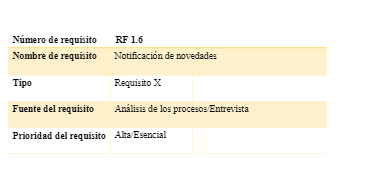 Número de requisito RF 1.6
Nombre de requisito Notificación de novedades
Tipo Requisito X
Fuente del requisito Análisis de los procesos/Entrevista
Prioridad del requisito Alta/Esencial